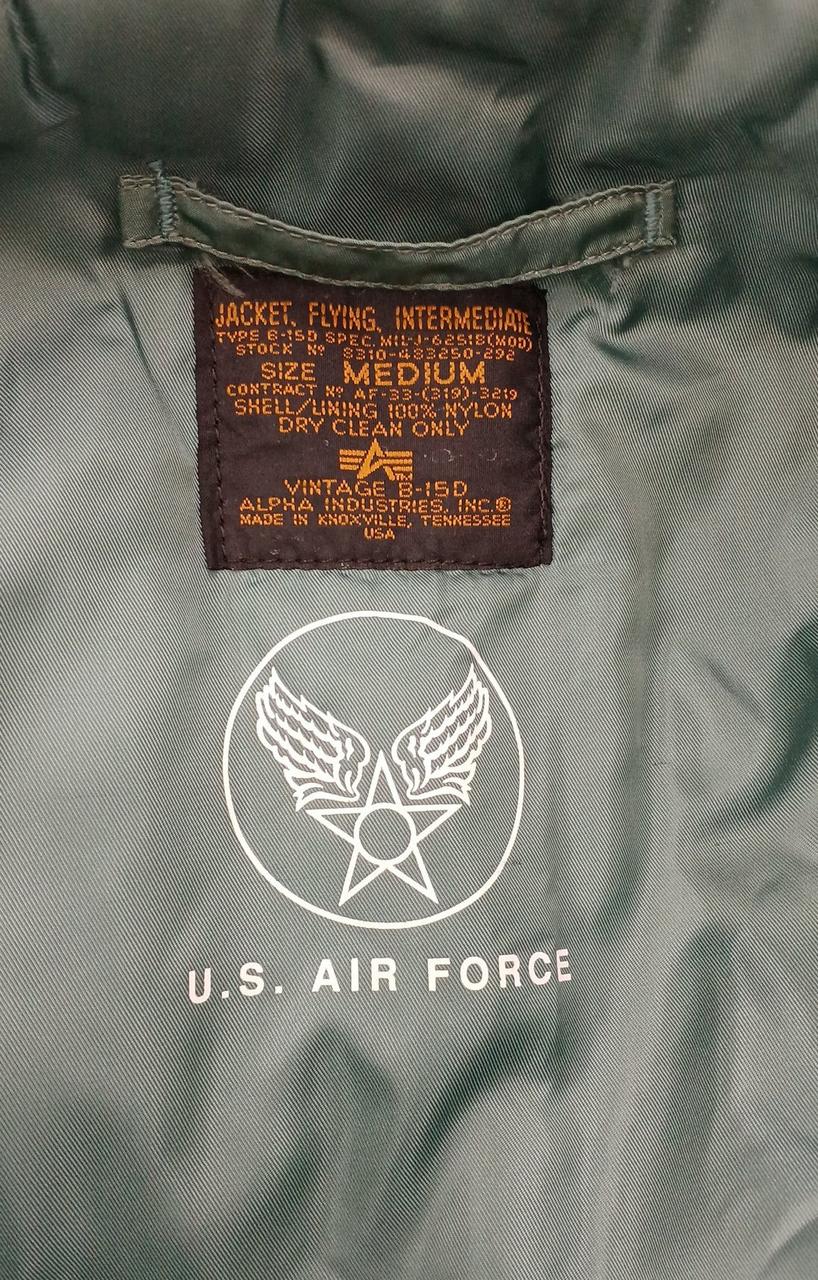 JACKET, FLYING, INTERMEDIATE
TYPE B-15D SPEC. MIL-J-6251B(MOD)
STOCK Nº 8310-483250-292
SIZE MEDIUM
CONTRACT Nº AF-33-(319)-3219
SHELL/LINING 100% NYLON
DRY CLEAN ONLY
TM
VINTAGE B-15D
ALPHA INDUSTRIES, INC.®
MADE IN KNOXVILLE, TENNESSEE
USA
U.S. AIR FORCE